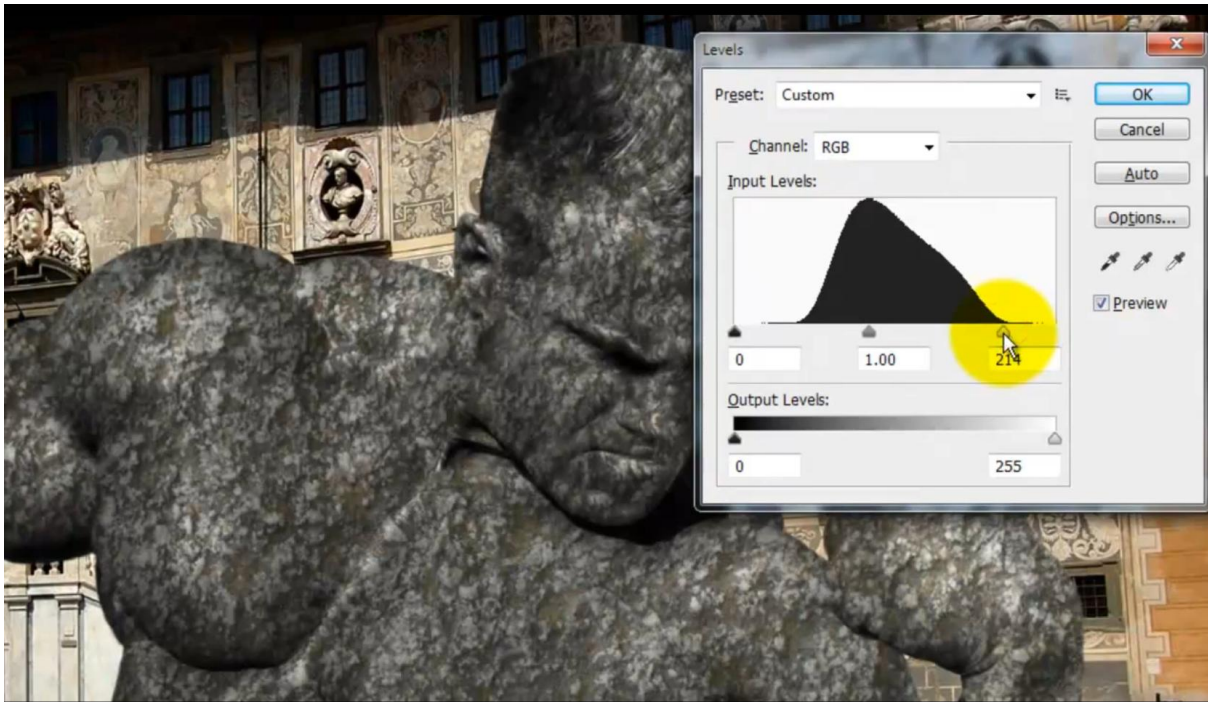 Levels
Preset: Custom
OK
Cancel
Channel: RGB
Auto
Input Levels:
Options...
Preview
0 1.00 214
Output Levels:
0 255